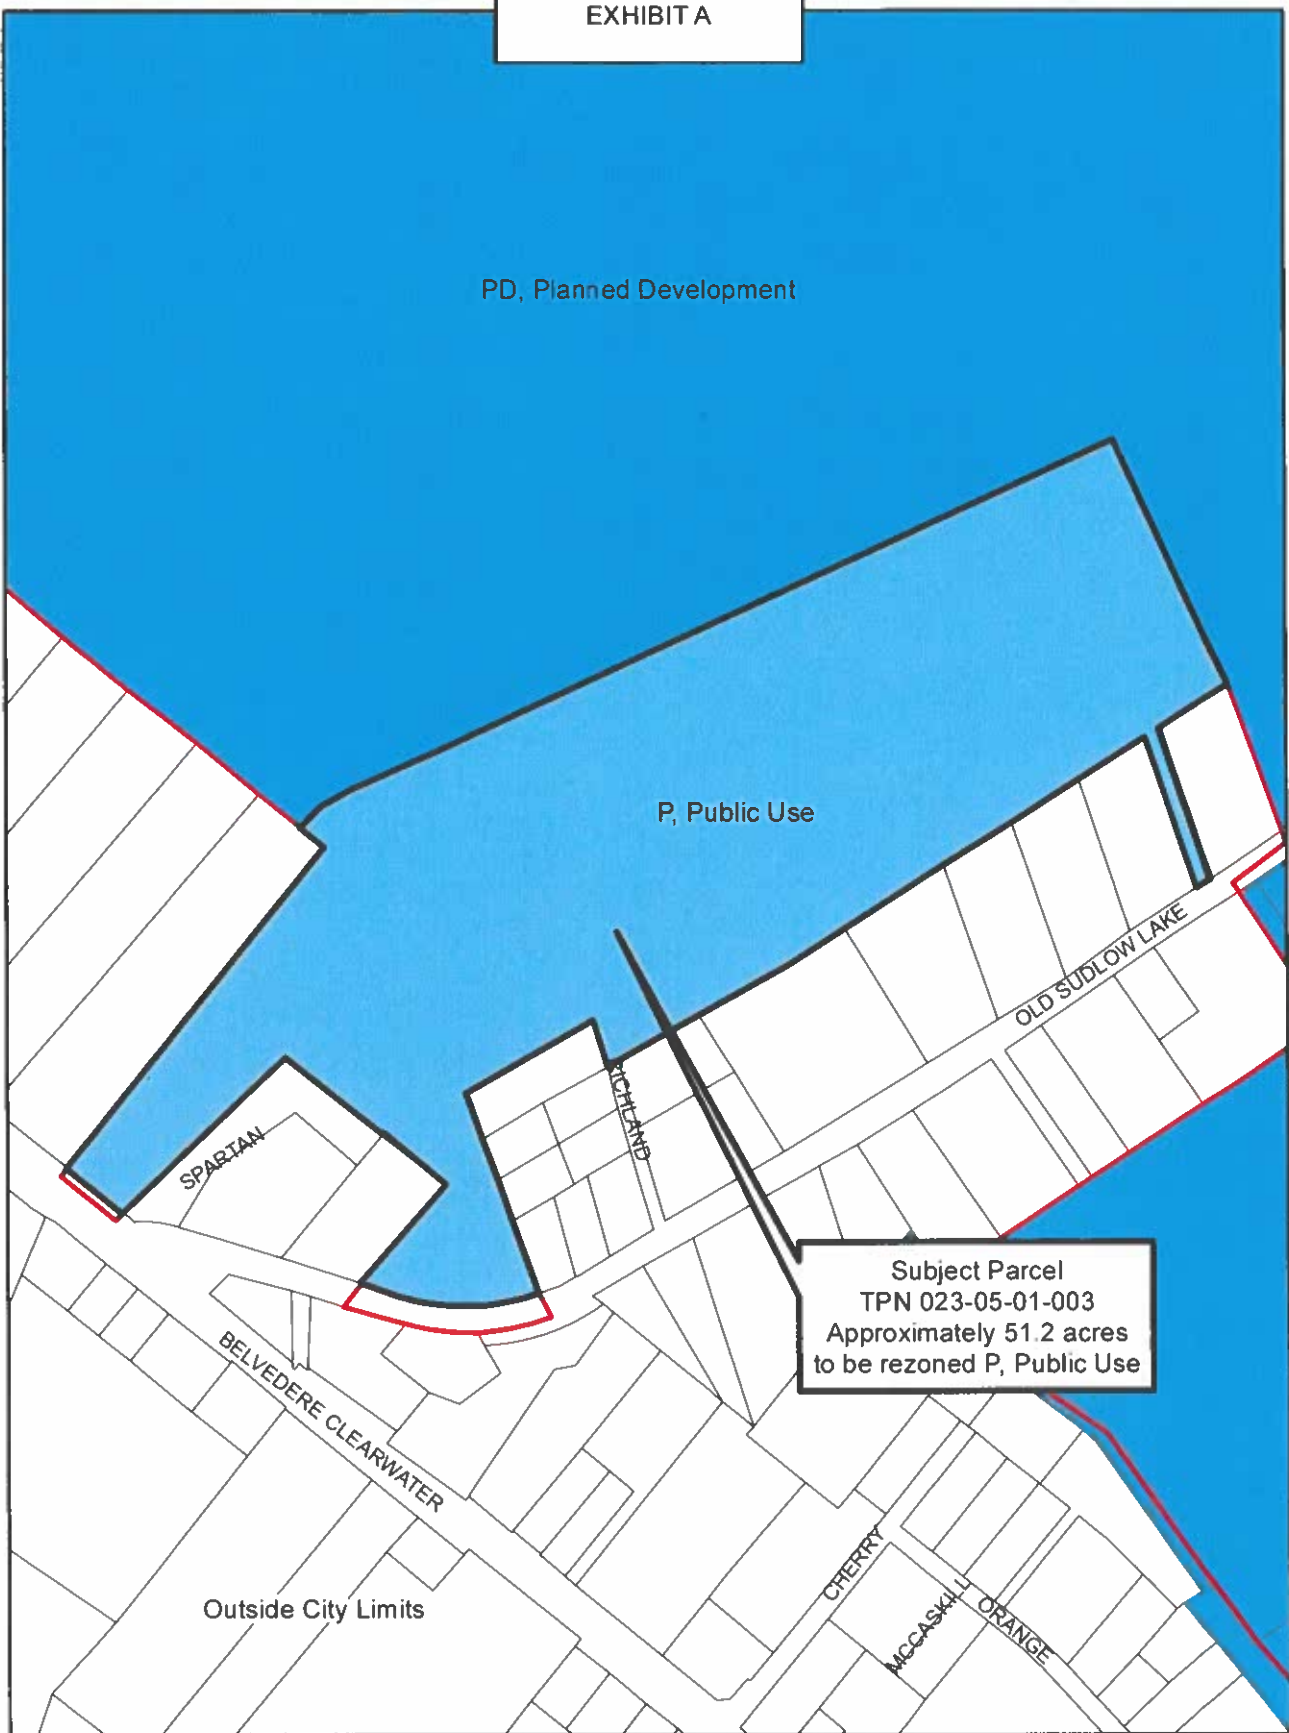 EXHIBIT A
PD, Planned Development
P, Public Use
OLD SUDLOW LAKE
RICHLAND
SPARTAN
Subject Parcel
TPN 023-05-01-003
Approximately 51.2 acres
to be rezoned P, Public Use
BELVEDERE CLEARWATER
CHERRY
MCCASKILL
ORANGE
Outside City Limits